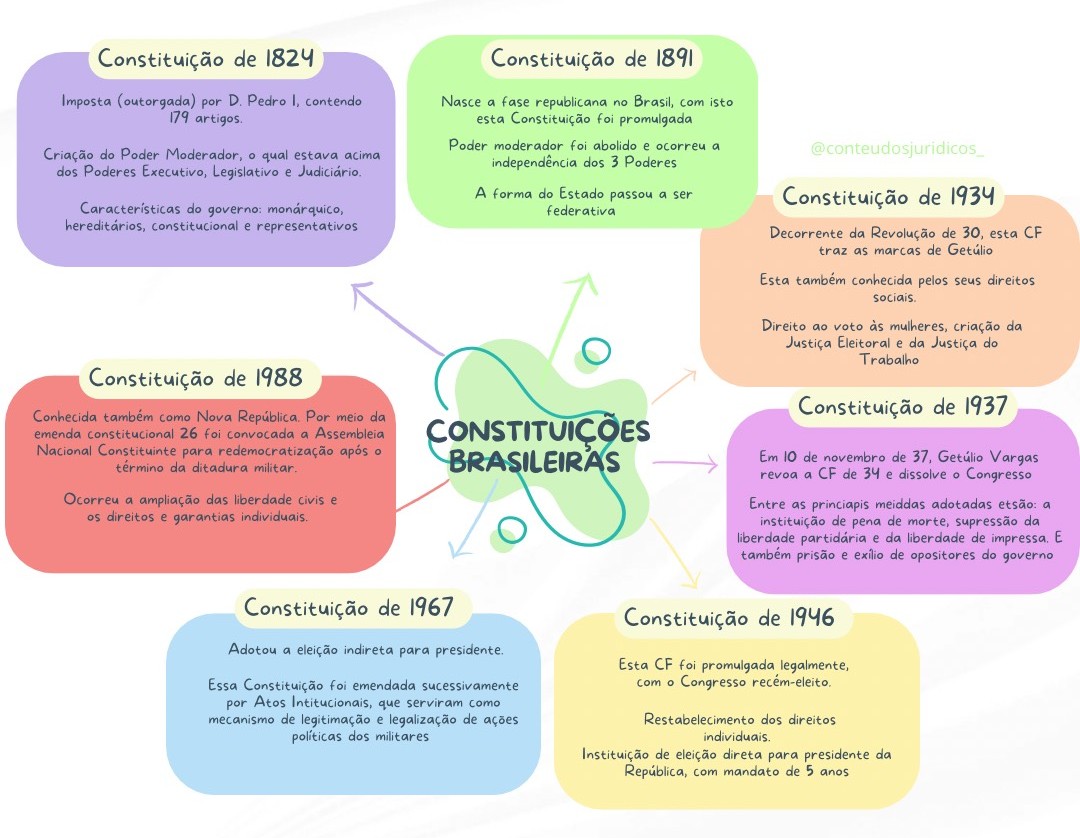 Constituição de 1824
Imposta (outorgada) por D. Pedro I, contendo
179 artigos.
Criação do Poder Moderador, o qual estava acima
dos Poderes Executivo, Legislativo e Judiciário.
Características do governo: monárquico,
hereditários, constitucional e representativos
Constituição de 1891
Nasce a fase republicana no Brasil, com isto
esta Constituição foi promulgada
Poder moderador foi abolido e ocorreu a
independência dos 3 Poderes
A forma do Estado passou a ser
federativa
@conteudosjuridicos_
Constituição de 1934
Decorrente da Revolução de 30, esta CF
traz as marcas de Getúlio
Esta também conhecida pelos seus direitos
sociais.
Direito ao voto às mulheres, criação da
Justiça Eleitoral e da Justiça do
Trabalho
Constituição de 1988
Conhecida também como Nova República. Por meio da
emenda constitucional 26 foi convocada a Assembleia
Nacional Constituinte para redemocratização após o
término da ditadura militar.
Ocorreu a ampliação das liberdade civis e
os direitos e garantias individuais.
CONSTITUIÇÕES
BRASILEIRAS
Constituição de 1937
Em 10 de novembro de 37, Getúlio Vargas
revoa a CF de 34 e dissolve o Congresso
Entre as princiapis meiddas adotadas etsão: a
instituição de pena de morte, supressão da
liberdade partidária e da liberdade de impressa. E
também prisão e exílio de opositores do governo
Constituição de 1967
Adotou a eleição indireta para presidente.
Essa Constituição foi emendada sucessivamente
por Atos Intitucionais, que serviram como
mecanismo de legitimação e legalização de ações
políticas dos militares
Constituição de 1946
Esta CF foi promulgada legalmente,
com o Congresso recém-eleito.
Restabelecimento dos direitos
individuais.
Instituição de eleição direta para presidente da
República, com mandato de 5 anos